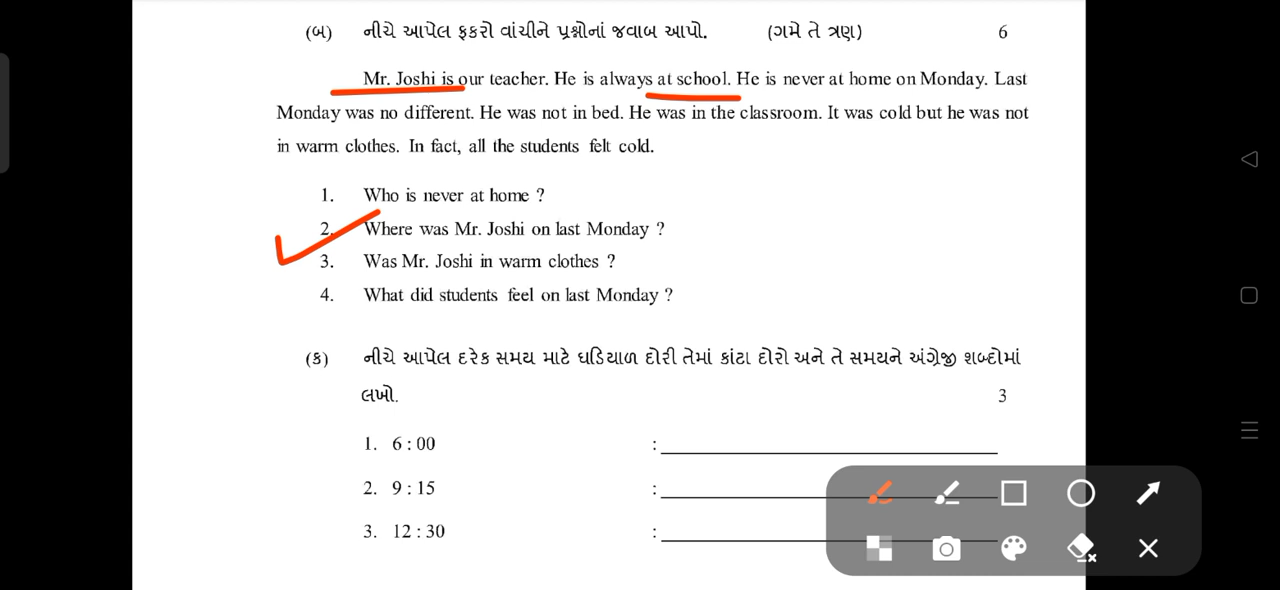 (બ) નીચે આપેલ ફકરો વાંચીને પ્રશ્નોનાં જવાબ આપો. (ગમે તે ત્રણ) 6
Mr. Joshi is our teacher. He is always at school. He is never at home on Monday. Last
Monday was no different. He was not in bed. He was in the classroom. It was cold but he was not
in warm clothes. In fact, all the students felt cold.
1. Who is never at home ?
2. Where was Mr. Joshi on last Monday ?
3. Was Mr. Joshi in warm clothes ?
4. What did students feel on last Monday ?
(ક) નીચે આપેલ દરેક સમય માટે ઘડિયાળ દોરી તેમાં કાંટા દોરો અને તે સમયને અંગ્રેજી શબ્દોમાં
લખો. 3
1. 6 : 00 :
2. 9 : 15 :
3. 12 : 30 :